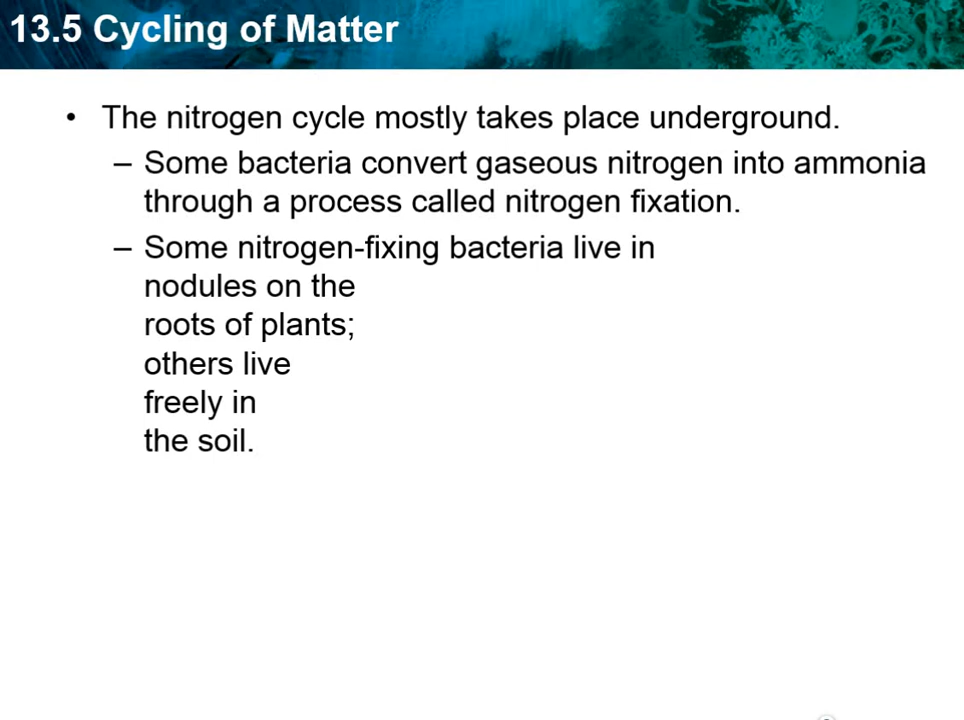 13.5 Cycling of Matter
• The nitrogen cycle mostly takes place underground.
– Some bacteria convert gaseous nitrogen into ammonia
through a process called nitrogen fixation.
– Some nitrogen-fixing bacteria live in
nodules on the
roots of plants;
others live
freely in
the soil.